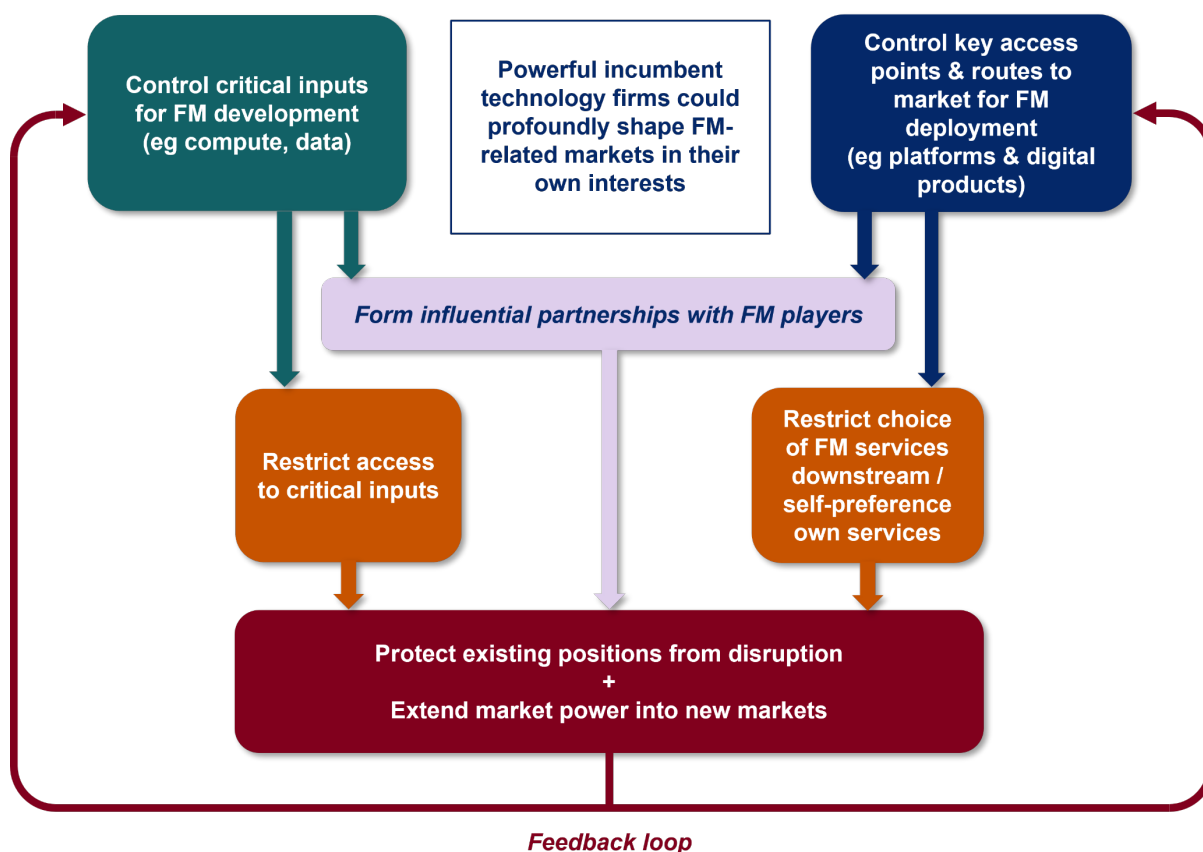 Control critical inputs
for FM development
(eg compute, data)
Powerful incumbent
technology firms could
profoundly shape FM-
related markets in their
own interests
Control key access
points & routes to
market for FM
deployment
(eg platforms & digital
products)
Form influential partnerships with FM players
Restrict access
to critical inputs
Restrict choice
of FM services
downstream /
self-preference
own services
Protect existing positions from disruption
+
Extend market power into new markets
Feedback loop